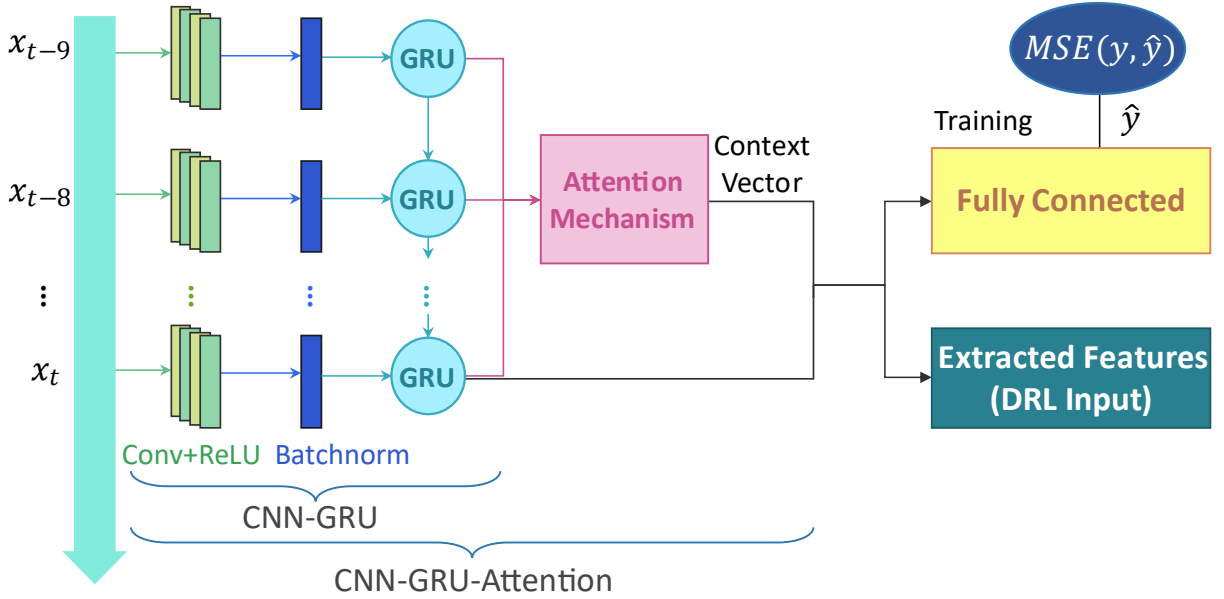 x_{t−9}
GRU
MSE(y, ŷ)
Training
ŷ
x_{t−8}
GRU
Attention
Mechanism
Context
Vector
Fully Connected
⋮
⋮
⋮
⋮
x_t
GRU
Extracted Features
(DRL Input)
Conv+ReLU
Batchnorm
CNN-GRU
CNN-GRU-Attention